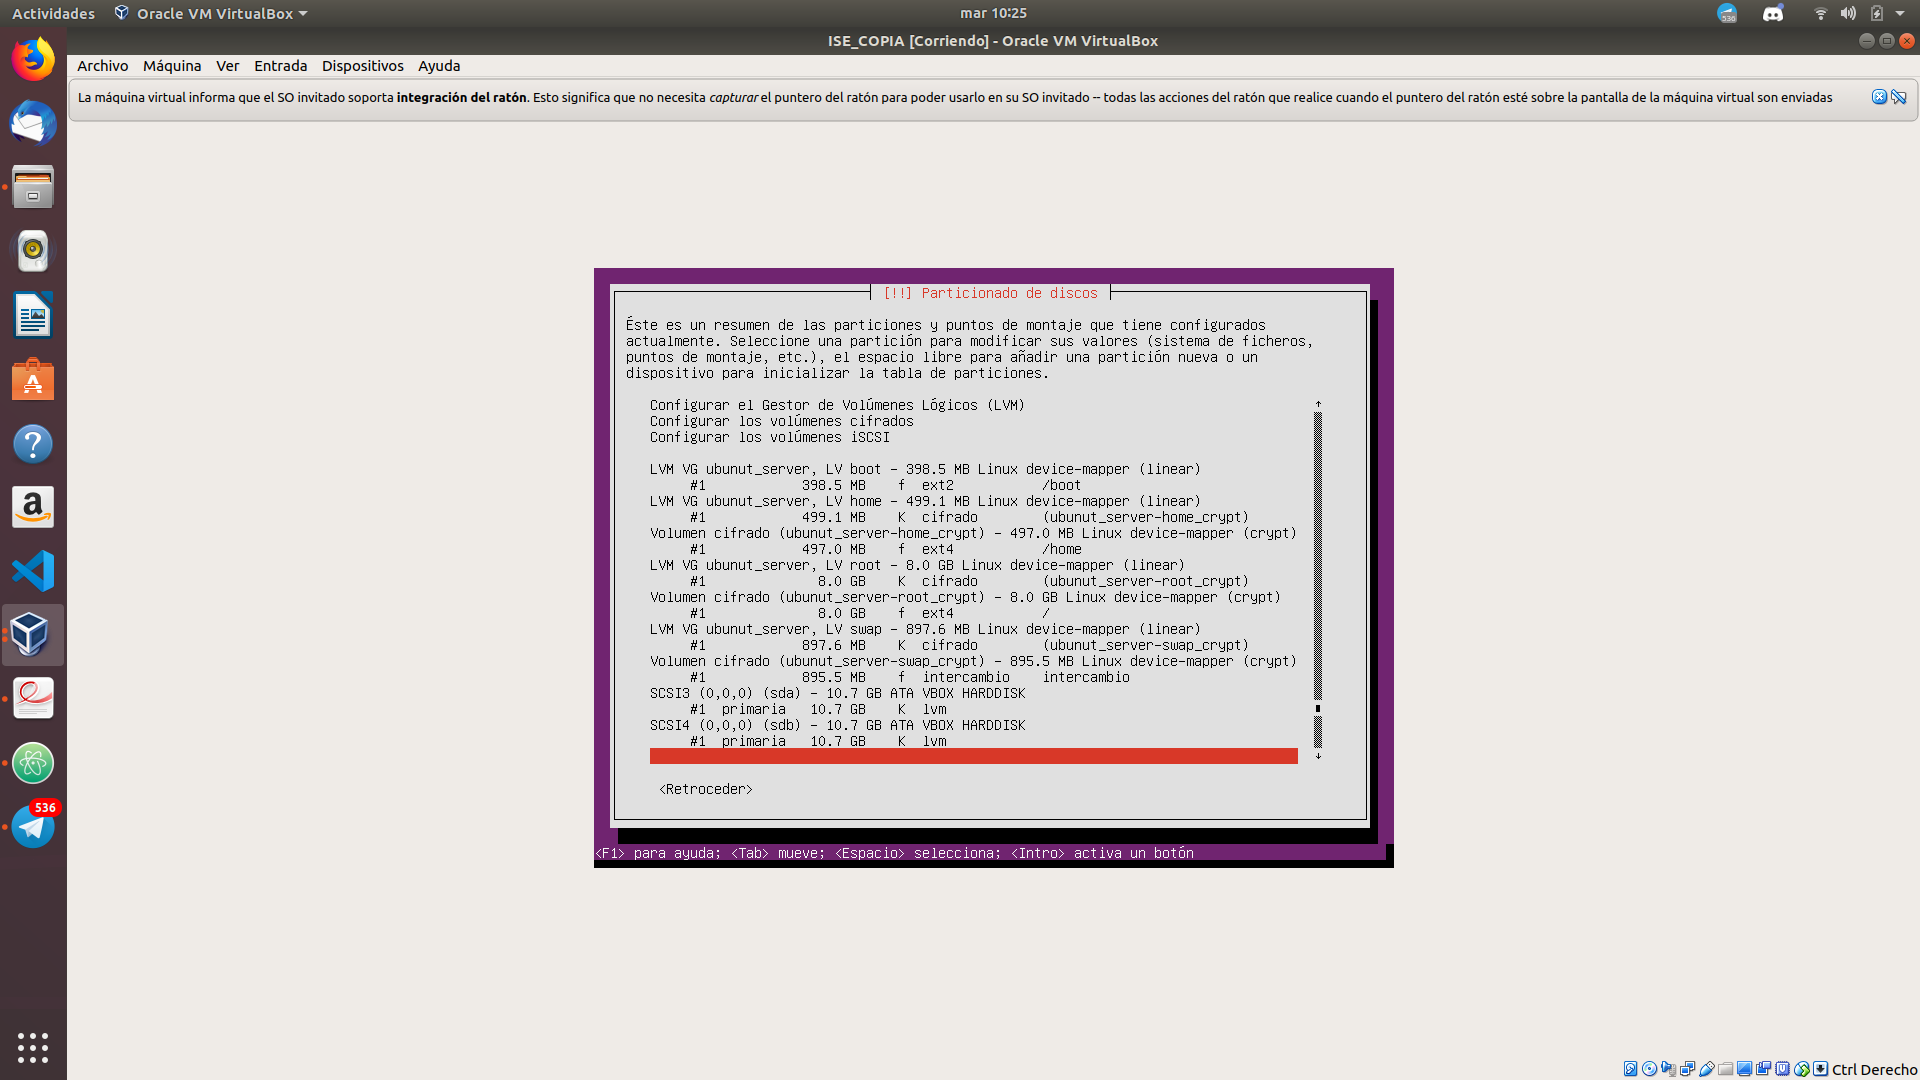 Actividades
Oracle VM VirtualBox
mar 10:25
536
ISE_COPIA [Corriendo] - Oracle VM VirtualBox
Archivo Máquina Ver Entrada Dispositivos Ayuda
La máquina virtual informa que el SO invitado soporta integración del ratón. Esto significa que no necesita capturar el puntero del ratón para poder usarlo en su SO invitado -- todas las acciones del ratón que realice cuando el puntero del ratón esté sobre la pantalla de la máquina virtual son enviadas
[!!] Particionado de discos
Éste es un resumen de las particiones y puntos de montaje que tiene configurados
actualmente. Seleccione una partición para modificar sus valores (sistema de ficheros,
puntos de montaje, etc.), el espacio libre para añadir una partición nueva o un
dispositivo para inicializar la tabla de particiones.
Configurar el Gestor de Volúmenes Lógicos (LVM)
Configurar los volúmenes cifrados
Configurar los volúmenes iSCSI
LVM VG ubunut_server, LV boot - 398.5 MB Linux device-mapper (linear)
#1 398.5 MB f ext2 /boot
LVM VG ubunut_server, LV home - 499.1 MB Linux device-mapper (linear)
#1 499.1 MB K cifrado (ubunut_server-home_crypt)
Volumen cifrado (ubunut_server-home_crypt) - 497.0 MB Linux device-mapper (crypt)
#1 497.0 MB f ext4 /home
LVM VG ubunut_server, LV root - 8.0 GB Linux device-mapper (linear)
#1 8.0 GB K cifrado (ubunut_server-root_crypt)
Volumen cifrado (ubunut_server-root_crypt) - 8.0 GB Linux device-mapper (crypt)
#1 8.0 GB f ext4 /
LVM VG ubunut_server, LV swap - 897.6 MB Linux device-mapper (linear)
#1 897.6 MB K cifrado (ubunut_server-swap_crypt)
Volumen cifrado (ubunut_server-swap_crypt) - 895.5 MB Linux device-mapper (crypt)
#1 895.5 MB f intercambio intercambio
SCSI3 (0,0,0) (sda) - 10.7 GB ATA VBOX HARDDISK
#1 primaria 10.7 GB K lvm
SCSI4 (0,0,0) (sdb) - 10.7 GB ATA VBOX HARDDISK
#1 primaria 10.7 GB K lvm
<Retroceder>
<F1> para ayuda; <Tab> mueve; <Espacio> selecciona; <Intro> activa un botón
536
Ctrl Derecho